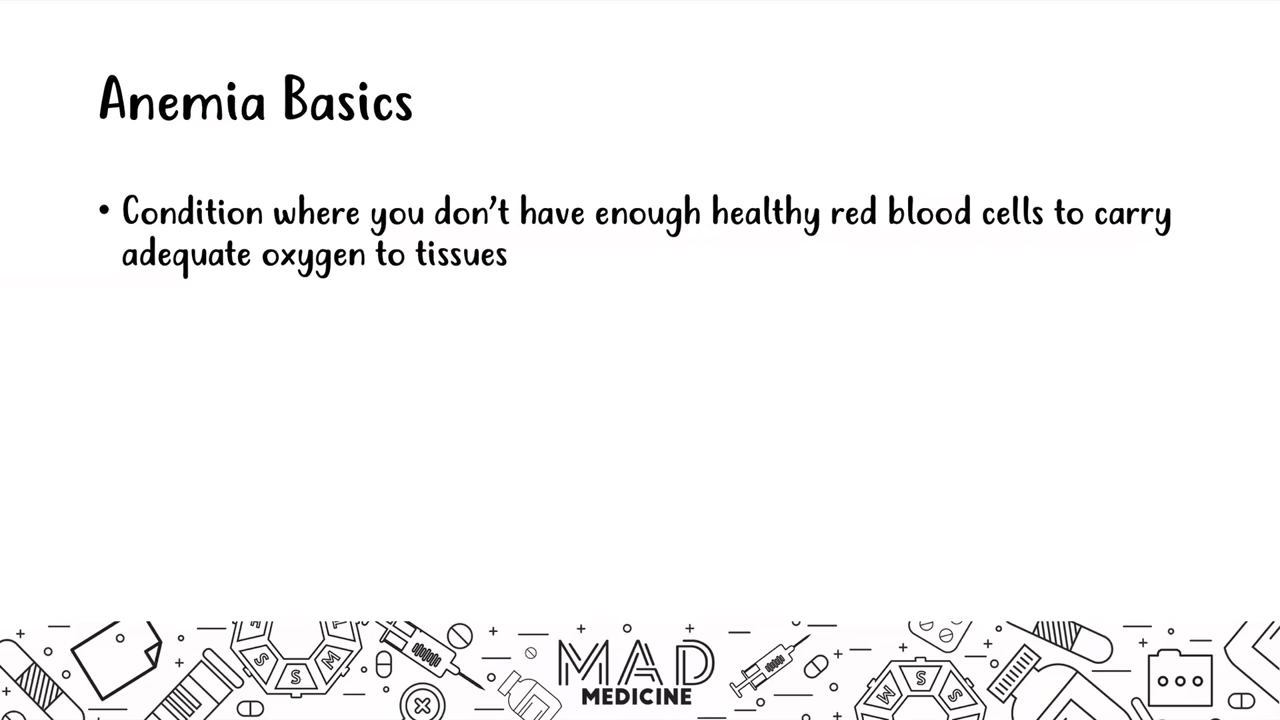 Anemia Basics
• Condition where you don't have enough healthy red blood cells to carry
adequate oxygen to tissues
S
S
M
M
S
S
MAD
MEDICINE